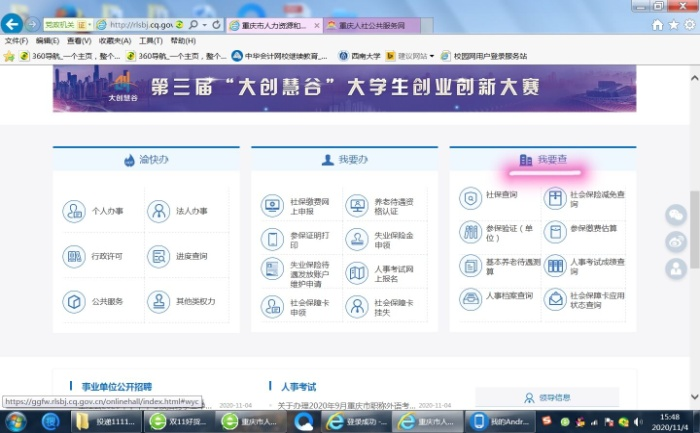 党政机关
http://rlsbj.cq.gov.cn
重庆市人力资源和...
重庆人社公共服务网
文件(F) 编辑(E) 查看(V) 收藏夹(A) 工具(T) 帮助(H)
360导航_一个主页，整个...
360导航_一个主页，整个...
中华会计网校继续教育_...
西南大学
建议网站
校园网用户登录服务站
大创慧谷
第三届“大创慧谷”大学生创业创新大赛
渝快办
个人办事
法人办事
行政许可
进度查询
公共服务
其他类权力
我要办
社保缴费网上申报
养老待遇资格认证
参保证明打印
失业保险金申领
失业保险待遇发放账户维护申请
人事考试网上报名
社会保障卡申领
社会保障卡挂失
我要查
社保查询
社会保险减免查询
参保验证（单位）
参保缴费估算
基本养老待遇测算
人事考试成绩查询
人事档案查询
社会保障卡应用状态查询
事业单位公开招聘
2020-11-04
人事考试
关于办理2020年9月重庆市职称外语考...
2020-11-04
领导信息
https://ggfw.rlsbj.cq.gov.cn/onlinehall/index.html#wyc
投递1111...
双11好货...
重庆市人...
登录成功 -...
重庆市人...
我的Andr...
15:48
2020/11/4